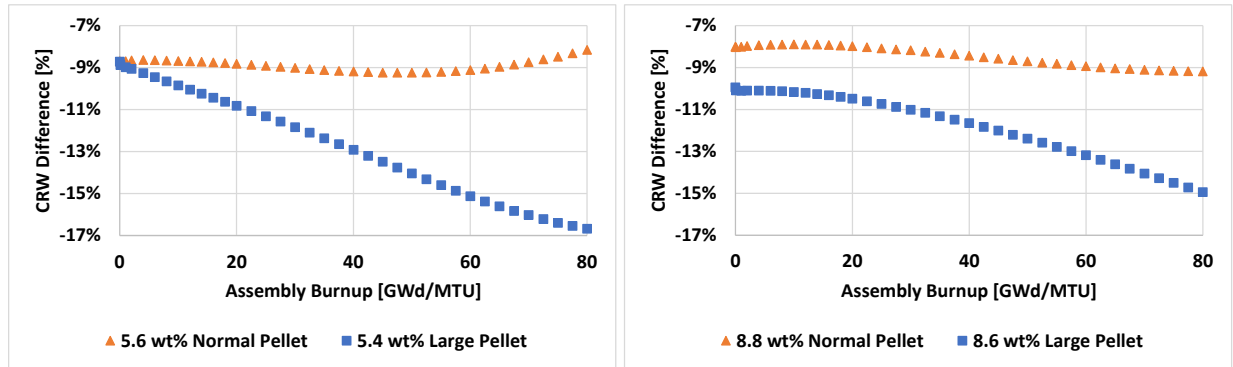 CRW Difference [%]
-7%
-9%
-11%
-13%
-15%
-17%
0
20
40
60
80
Assembly Burnup [GWd/MTU]
5.6 wt% Normal Pellet
5.4 wt% Large Pellet
CRW Difference [%]
-7%
-9%
-11%
-13%
-15%
-17%
0
20
40
60
80
Assembly Burnup [GWd/MTU]
8.8 wt% Normal Pellet
8.6 wt% Large Pellet